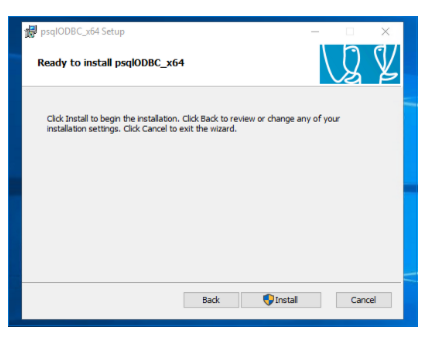 psqlODBC_x64 Setup
Ready to install psqlODBC_x64
Click Install to begin the installation. Click Back to review or change any of your
installation settings. Click Cancel to exit the wizard.
Back
Install
Cancel